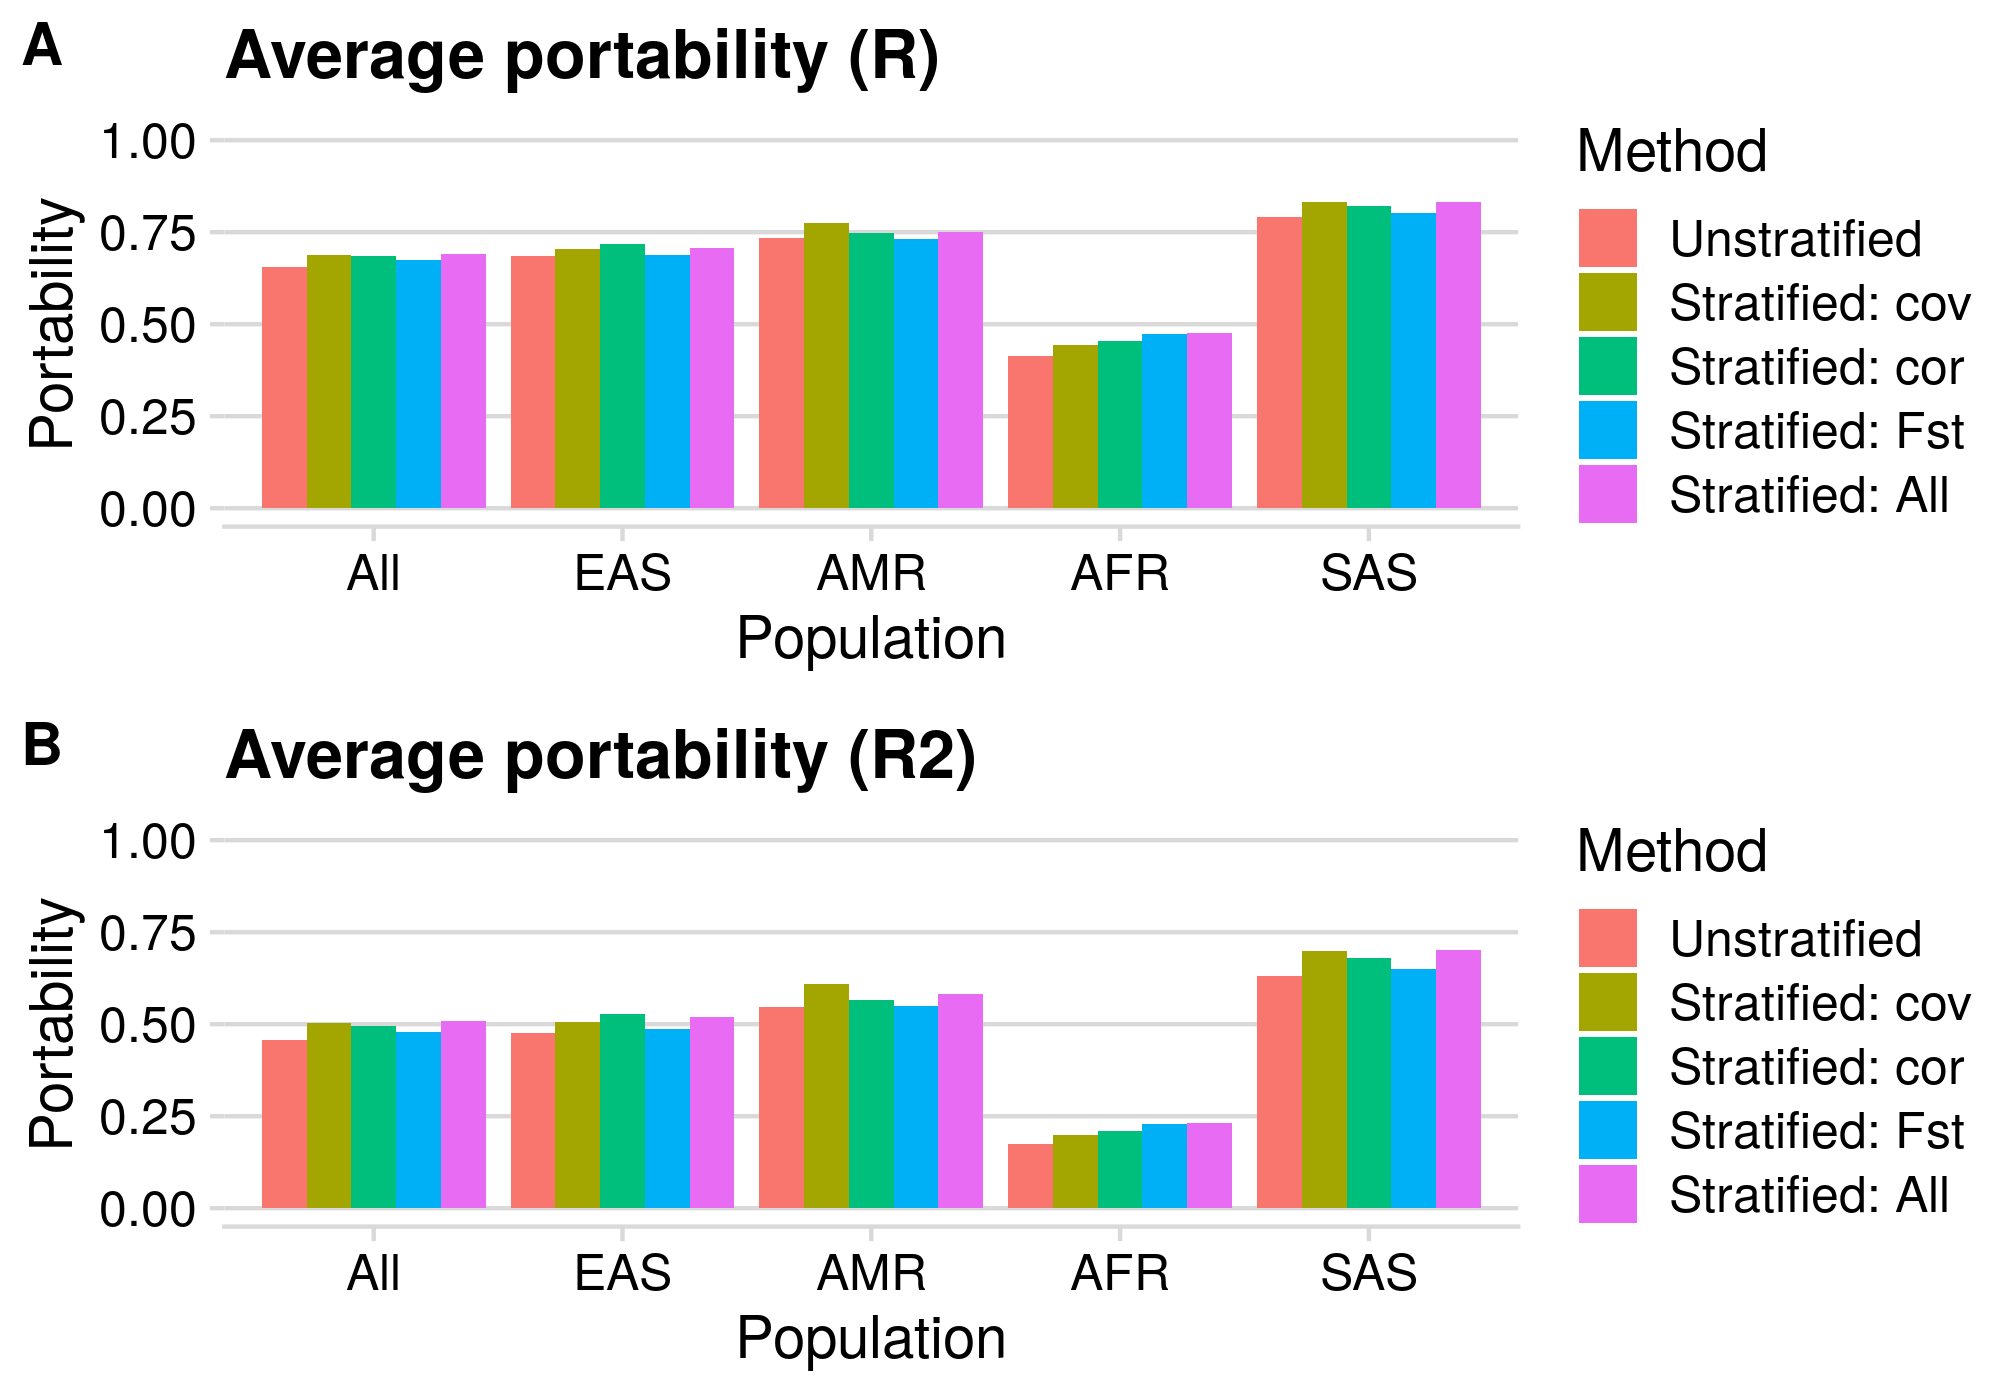 A
Average portability (R)
1.00
0.75
0.50
0.25
0.00
Portability
All EAS AMR AFR SAS
Population
Method
Unstratified
Stratified: cov
Stratified: cor
Stratified: Fst
Stratified: All
B
Average portability (R2)
1.00
0.75
0.50
0.25
0.00
Portability
All EAS AMR AFR SAS
Population
Method
Unstratified
Stratified: cov
Stratified: cor
Stratified: Fst
Stratified: All